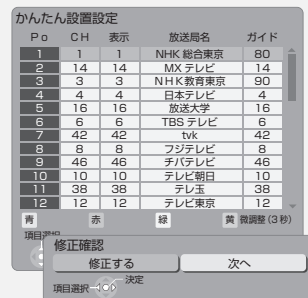 かんたん設置設定
Po CH 表示 放送局名 ガイド
1 1 1 NHK 総合東京 80
2 14 14 MX テレビ 14
3 3 3 NHK教育東京 90
4 4 4 日本テレビ 4
5 16 16 放送大学 16
6 6 6 TBS テレビ 6
7 42 42 tvk 42
8 8 8 フジテレビ 8
9 46 46 チバテレビ 46
10 10 10 テレビ朝日 10
11 38 38 テレ玉 38
12 12 12 テレビ東京 12
青 赤 緑 黄 微調整(3秒)
項目選択
修正確認
修正する 次へ
項目選択 決定